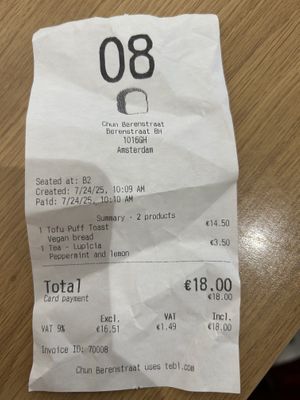 08
Chun Berenstraat
Berenstraat 8H
1016GH
Amsterdam
Seated at: B2
Created: 7/24/25, 10:09 AM
Paid: 7/24/25, 10:10 AM
Summary - 2 products
1 Tofu Puff Toast €14.50
Vegan bread
1 Tea - Lupicia €3.50
Peppermint and lemon
Total €18.00
Card payment €18.00
Excl. VAT Incl.
VAT 9% €16.51 €1.49 €18.00
Invoice ID: 70008
Chun Berenstraat uses tebi.com